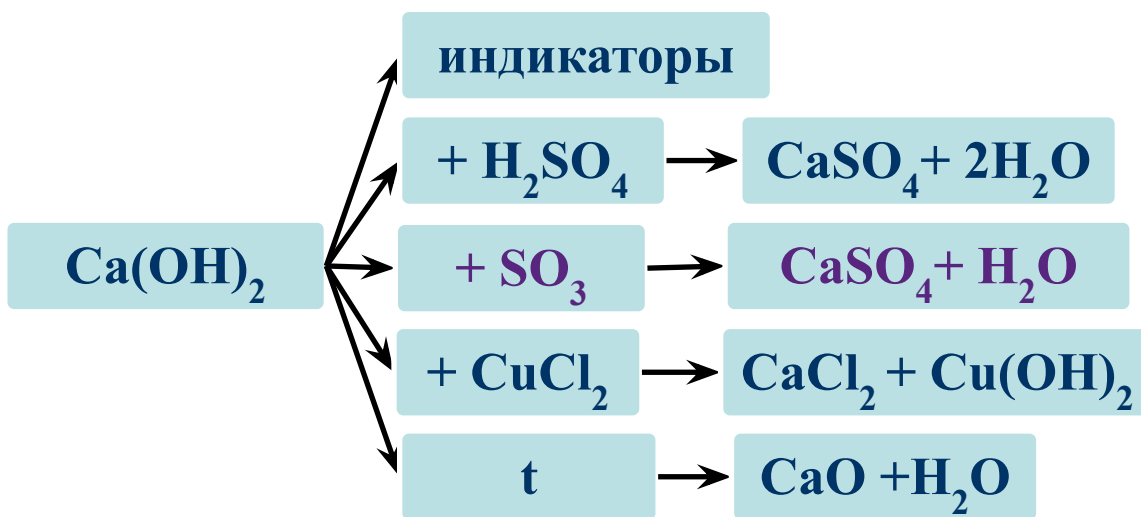 индикаторы
+ H₂SO₄
CaSO₄+ 2H₂O
Ca(OH)₂
+ SO₃
CaSO₄+ H₂O
+ CuCl₂
CaCl₂ + Cu(OH)₂
t
CaO +H₂O